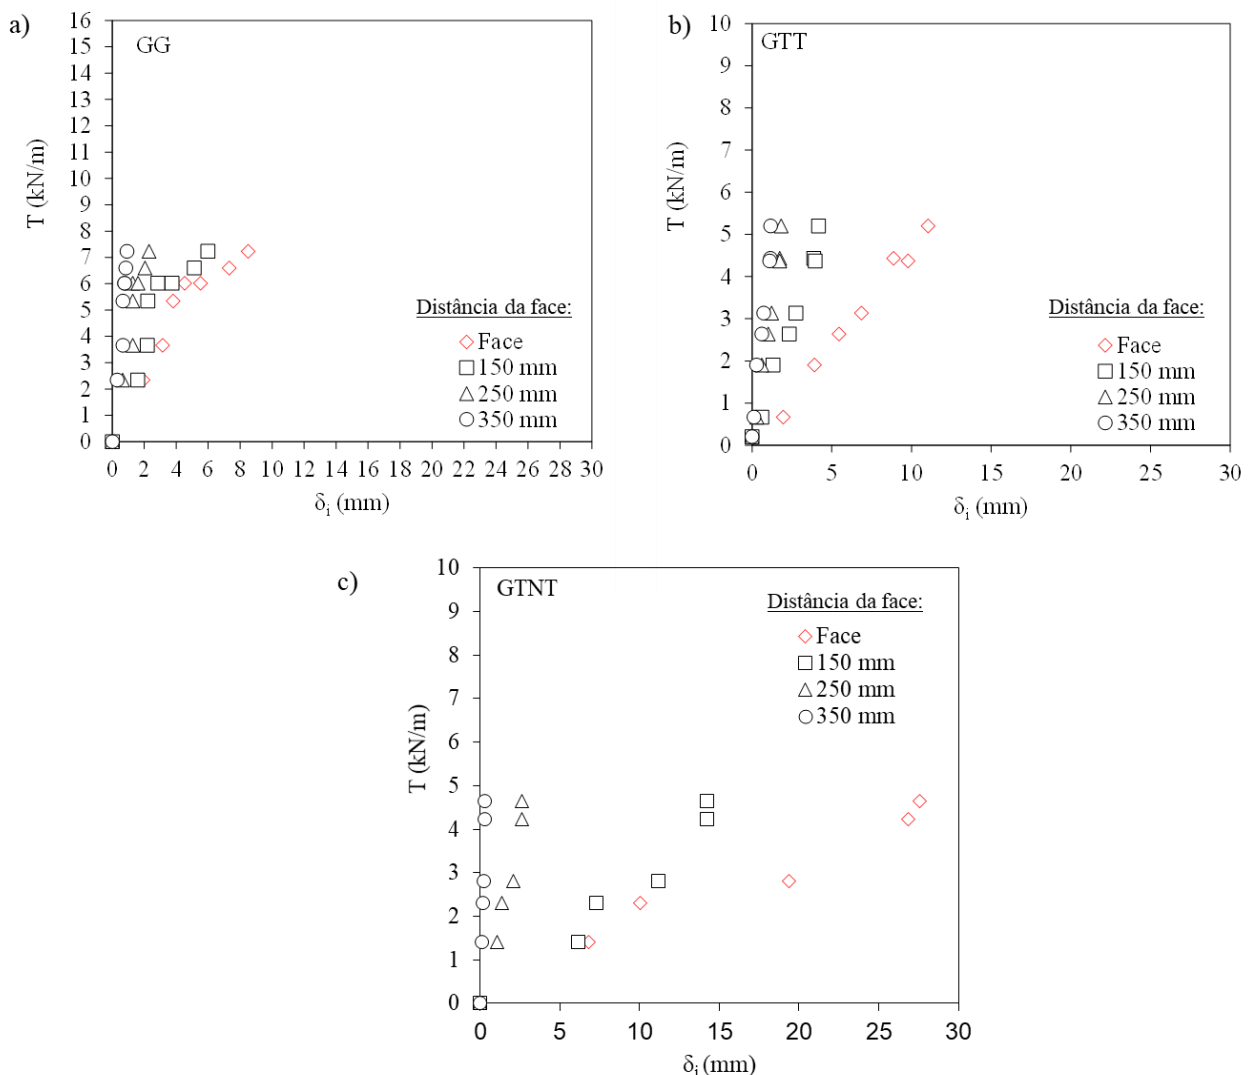 a)
GG
T (kN/m)
16
15
14
13
12
11
10
9
8
7
6
5
4
3
2
1
0
0 2 4 6 8 10 12 14 16 18 20 22 24 26 28 30
δi (mm)
Distância da face:
Face
150 mm
250 mm
350 mm
b)
GTT
T (kN/m)
10
9
8
7
6
5
4
3
2
1
0
0 5 10 15 20 25 30
δi (mm)
Distância da face:
Face
150 mm
250 mm
350 mm
c)
GTNT
T (kN/m)
10
9
8
7
6
5
4
3
2
1
0
0 5 10 15 20 25 30
δi (mm)
Distância da face:
Face
150 mm
250 mm
350 mm